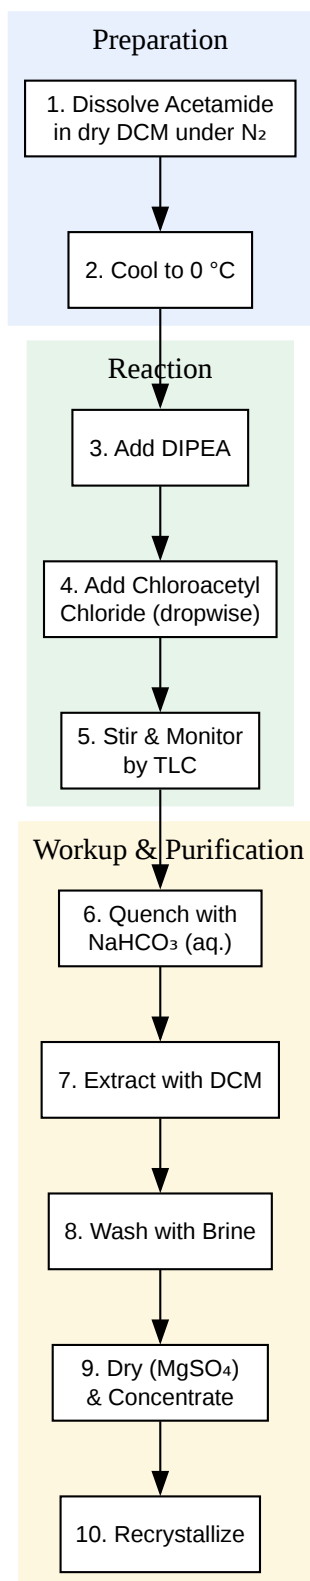 Preparation
1. Dissolve Acetamide
in dry DCM under N₂
2. Cool to 0 °C
Reaction
3. Add DIPEA
4. Add Chloroacetyl
Chloride (dropwise)
5. Stir & Monitor
by TLC
Workup & Purification
6. Quench with
NaHCO₃ (aq.)
7. Extract with DCM
8. Wash with Brine
9. Dry (MgSO₄)
& Concentrate
10. Recrystallize